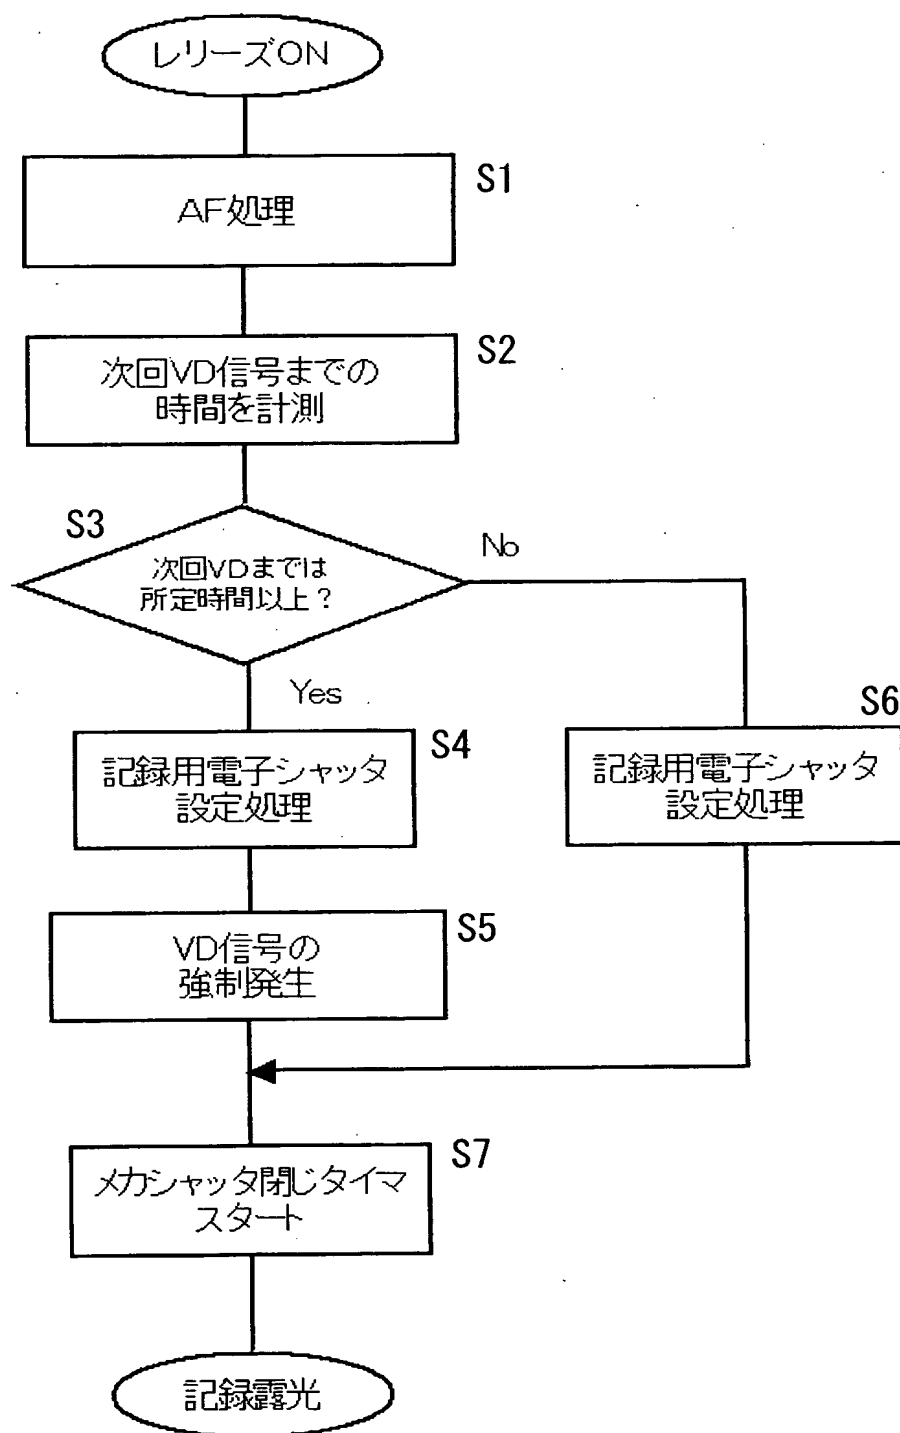 レリーズON
AF処理
S1
次回VD信号までの
時間を計測
S2
S3
次回VDまでは
所定時間以上?
No
Yes
記録用電子シャッタ
設定処理
S4
記録用電子シャッタ
設定処理
S6
VD信号の
強制発生
S5
メカシャッタ閉じタイマ
スタート
S7
記録露光